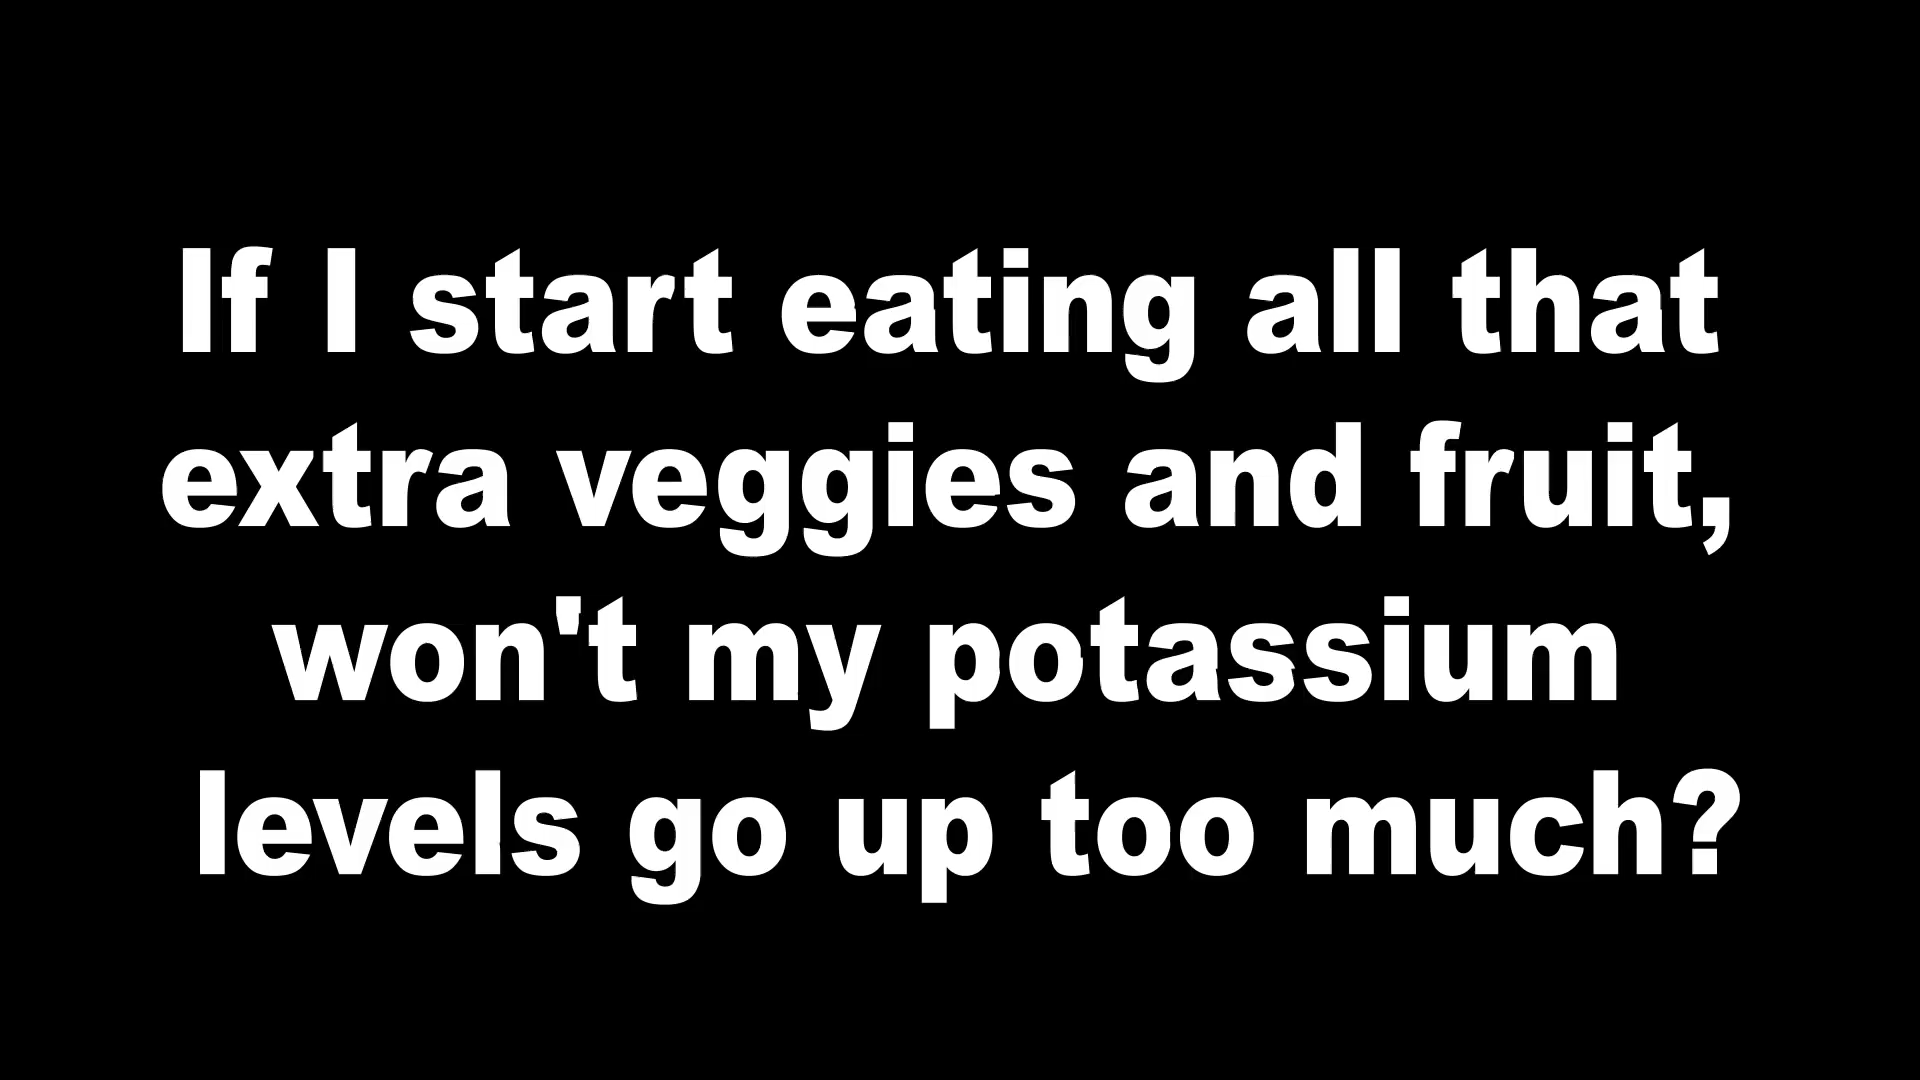 If I start eating all that
extra veggies and fruit,
won't my potassium
levels go up too much?